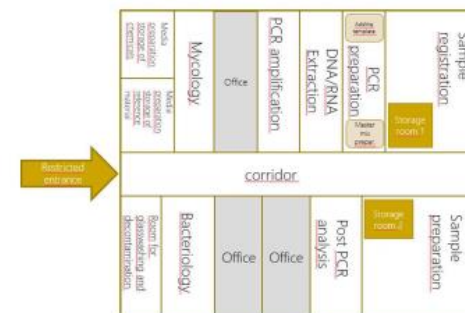 Media
preparation
storage of
chemicals
Media
preparation
storage of
reference
material
Mycology
Office
PCR amplification
DNA/RNA
Extraction
Adding
template
PCR
preparation
Master
mix
prepar.
Sample
registration
Storage
room 1
Restricted
entrance
corridor
Room for
glasswashing and
decontamination
Bacteriology
Office
Office
Post PCR
analysis
Storage
room 2
Sample
preparation